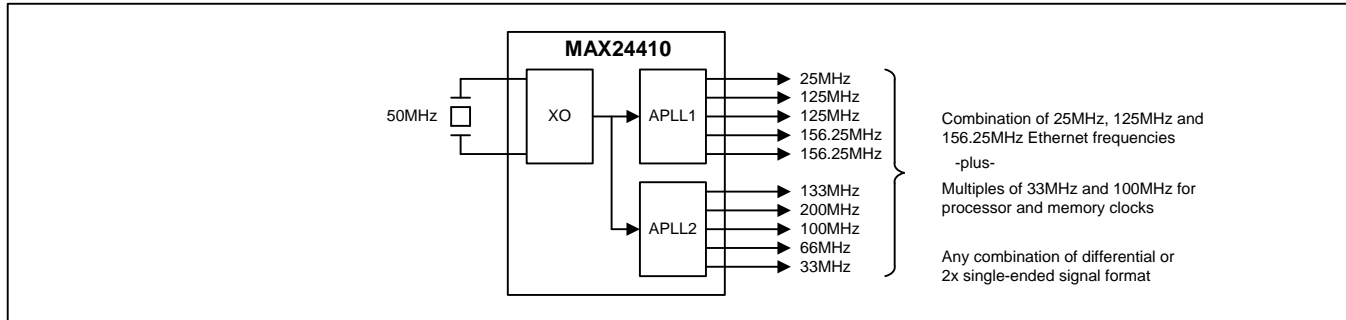 MAX24410
50MHz
XO
APLL1
25MHz
125MHz
125MHz
156.25MHz
156.25MHz
APLL2
133MHz
200MHz
100MHz
66MHz
33MHz
Combination of 25MHz, 125MHz and
156.25MHz Ethernet frequencies
-plus-
Multiples of 33MHz and 100MHz for
processor and memory clocks
Any combination of differential or
2x single-ended signal format